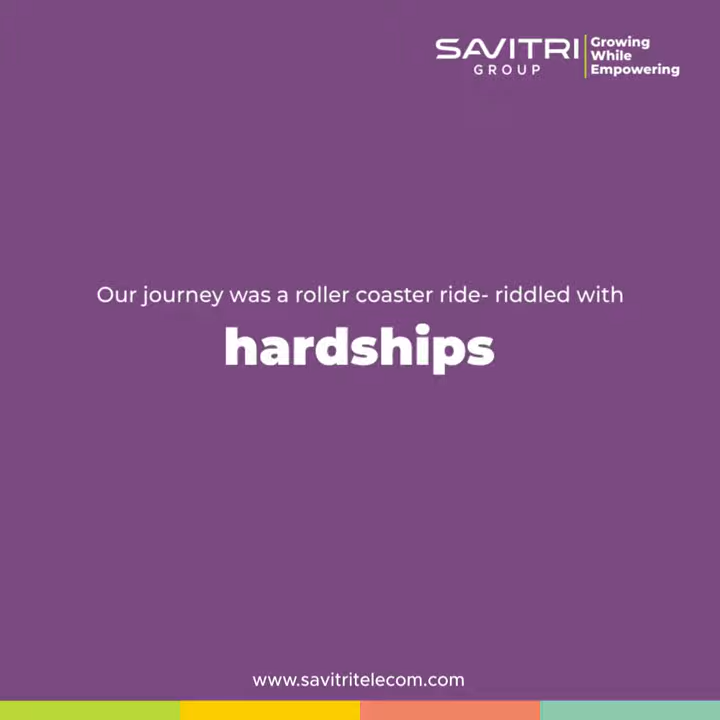 SAVITRI
GROUP
Growing
While
Empowering
Our journey was a roller coaster ride- riddled with
hardships
www.savitritelecom.com